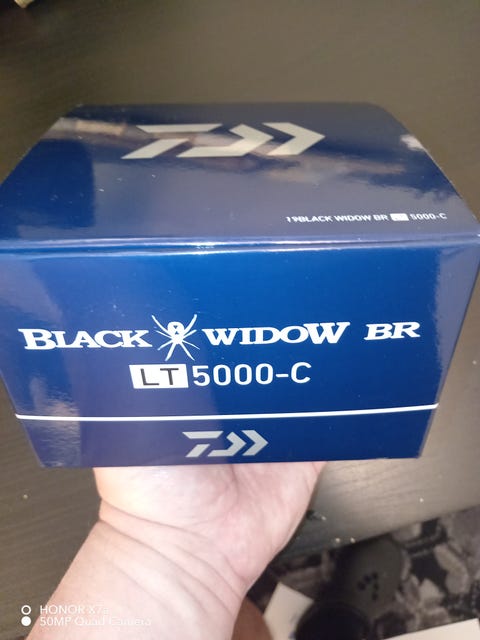 19BLACK WIDOW BR LT 5000-C
BLACK WIDOW BR
LT 5000-C
HONOR X7a
50MP Quad Camera